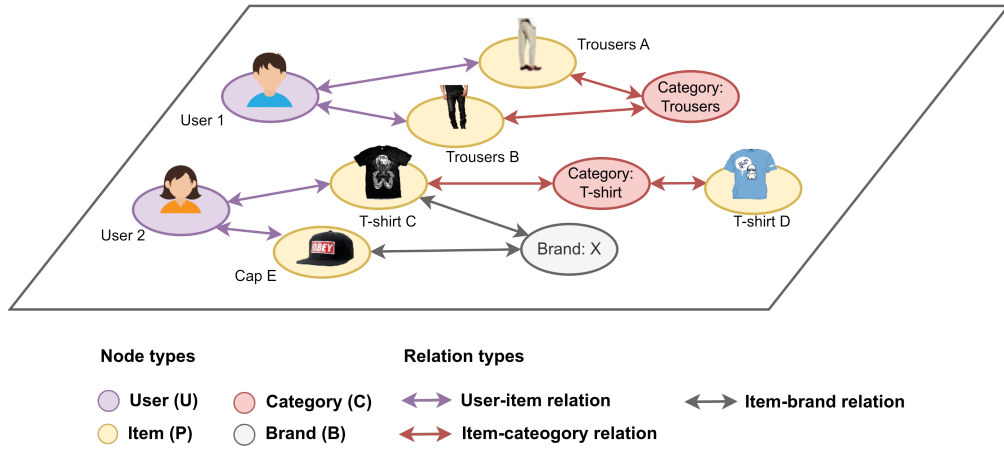 Trousers A
Category:
Trousers
User 1
Trousers B
Category:
T-shirt
T-shirt C
T-shirt D
User 2
OBEY
Brand: X
Cap E
Node types
Relation types
User (U)
Category (C)
User-item relation
Item-brand relation
Item (P)
Brand (B)
Item-cateogory relation